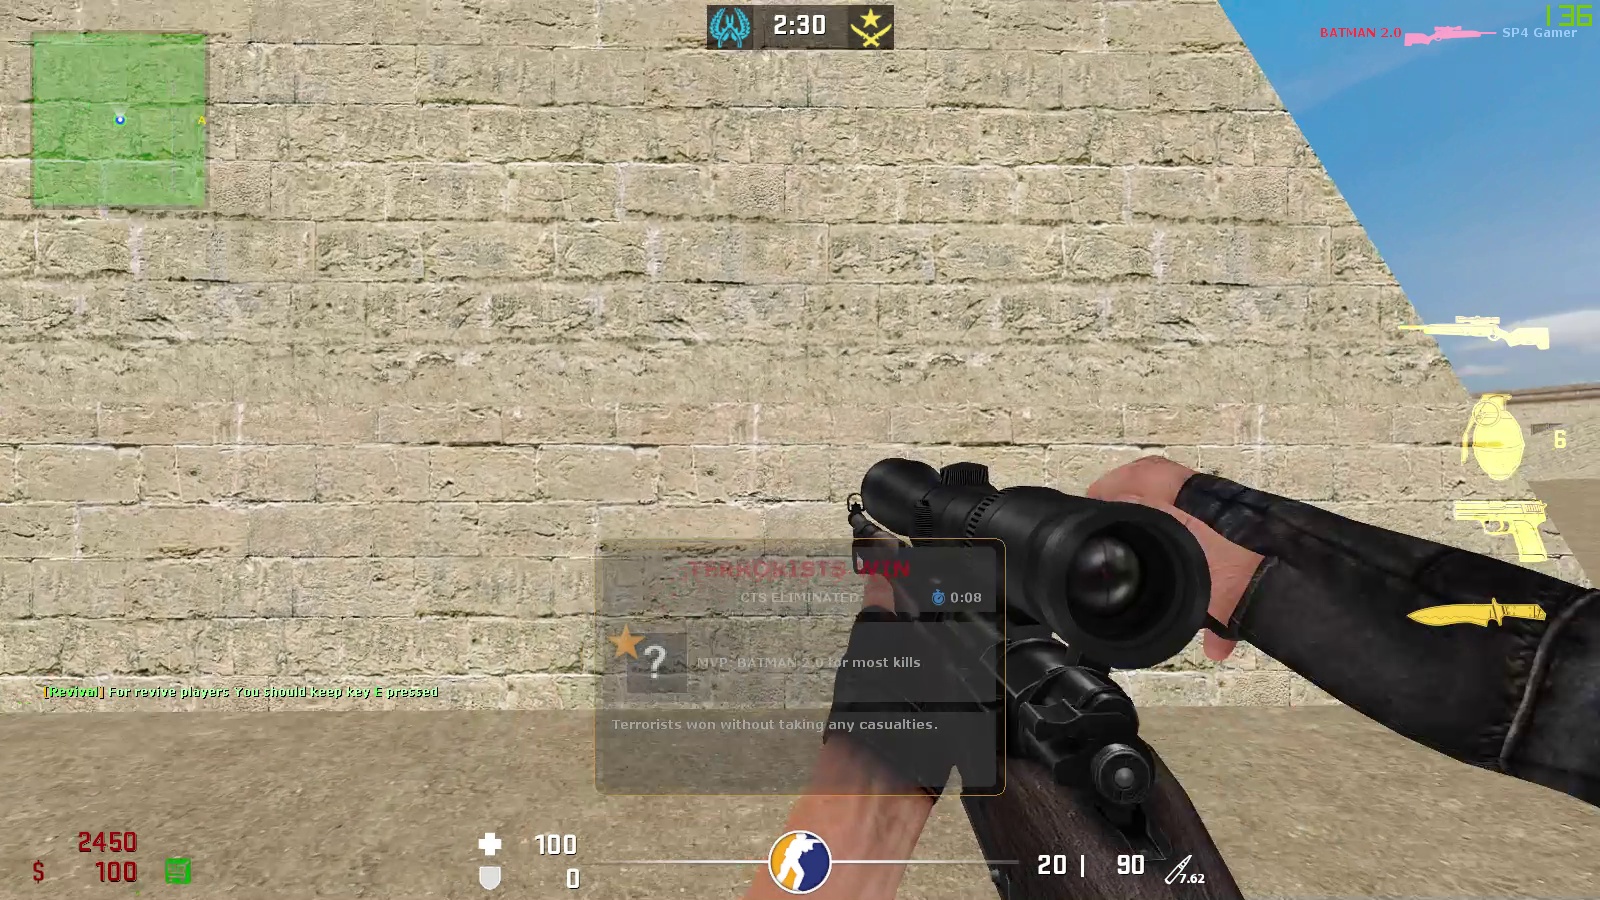 2:30
136
BATMAN 2.0 SP4 Gamer
A
6
TERRORISTS WIN
CTS ELIMINATED
0:08
?
MVP: BATMAN 2.0 for most kills
[Revival] For revive players You should keep key E pressed
Terrorists won without taking any casualties.
2450
$ 100
100
0
20 | 90
7.62